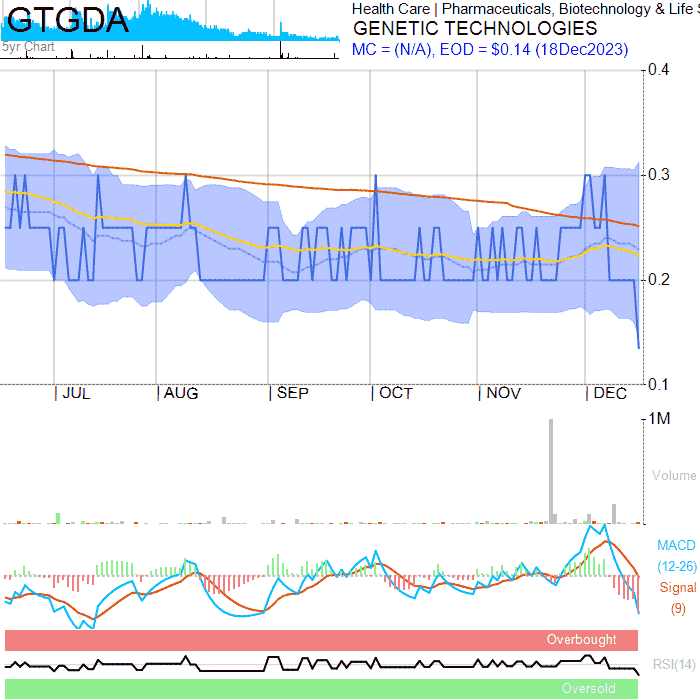 GTGDA
5yr Chart
Health Care | Pharmaceuticals, Biotechnology & Life
GENETIC TECHNOLOGIES
MC = (N/A), EOD = $0.14 (18Dec2023)
0.4
0.3
0.2
0.1
JUL AUG SEP OCT NOV DEC
1M
Volume
MACD
(12-26)
Signal
(9)
Overbought
RSI(14)
Oversold